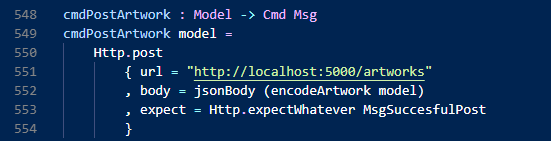 548 cmdPostArtwork : Model -> Cmd Msg
549 cmdPostArtwork model =
550     Http.post
551         { url = "http://localhost:5000/artworks"
552         , body = jsonBody (encodeArtwork model)
553         , expect = Http.expectWhatever MsgSuccesfulPost
554         }